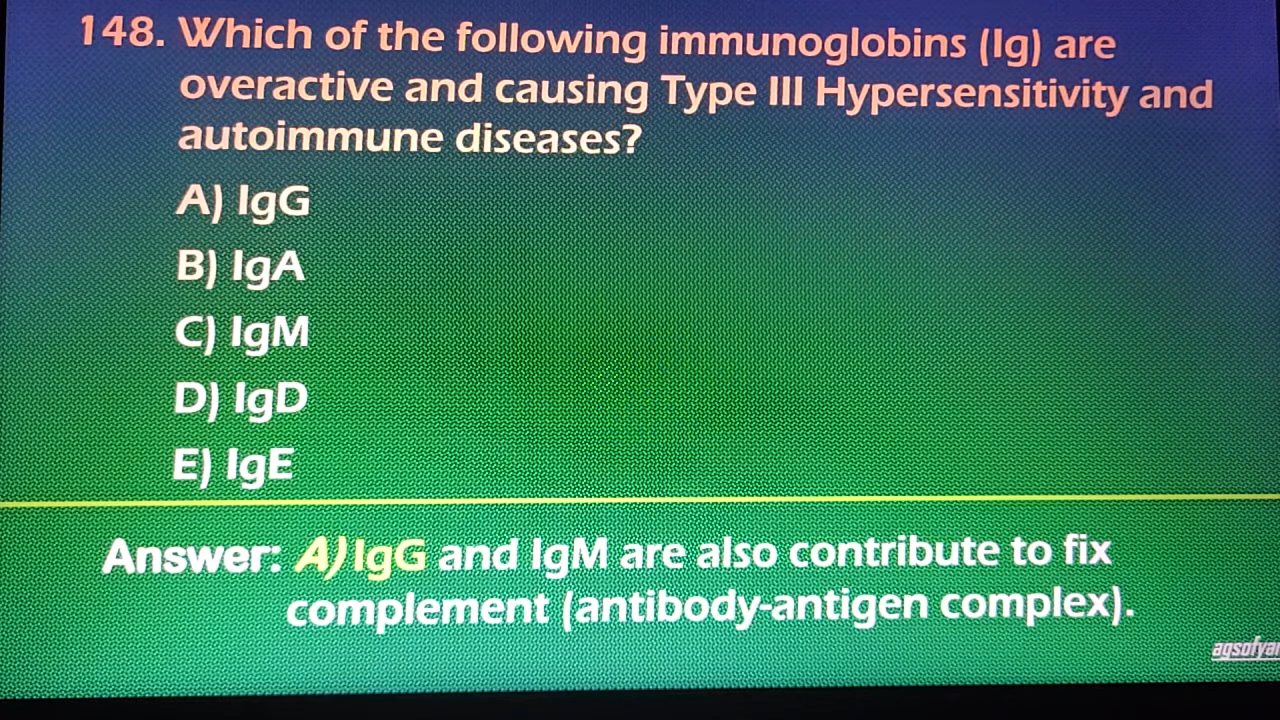 148. Which of the following immunoglobins (Ig) are
overactive and causing Type III Hypersensitivity and
autoimmune diseases?
A) IgG
B) IgA
C) IgM
D) IgD
E) IgE
Answer: A) IgG and IgM are also contribute to fix
complement (antibody-antigen complex).